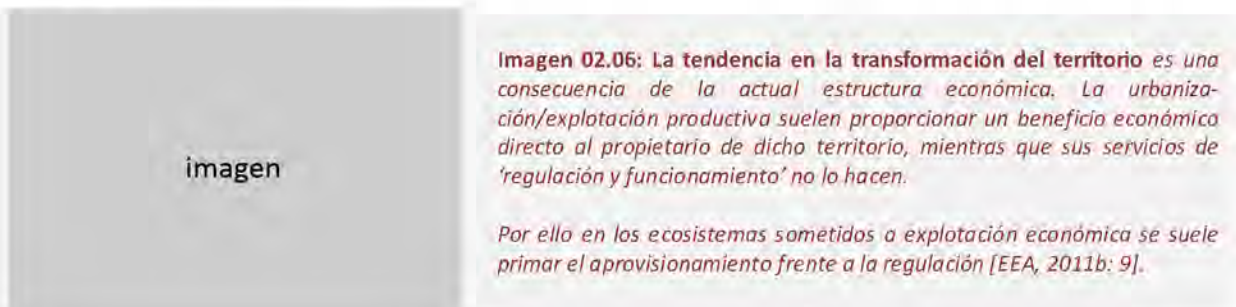 imagen
Imagen 02.06: La tendencia en la transformación del territorio es una
consecuencia de la actual estructura económica. La urbaniza-
ción/explotación productiva suelen proporcionar un beneficio económico
directo al propietario de dicho territorio, mientras que sus servicios de
'regulación y funcionamiento' no lo hacen.
Por ello en los ecosistemas sometidos a explotación económica se suele
primar el aprovisionamiento frente a la regulación [EEA, 2011b: 9].